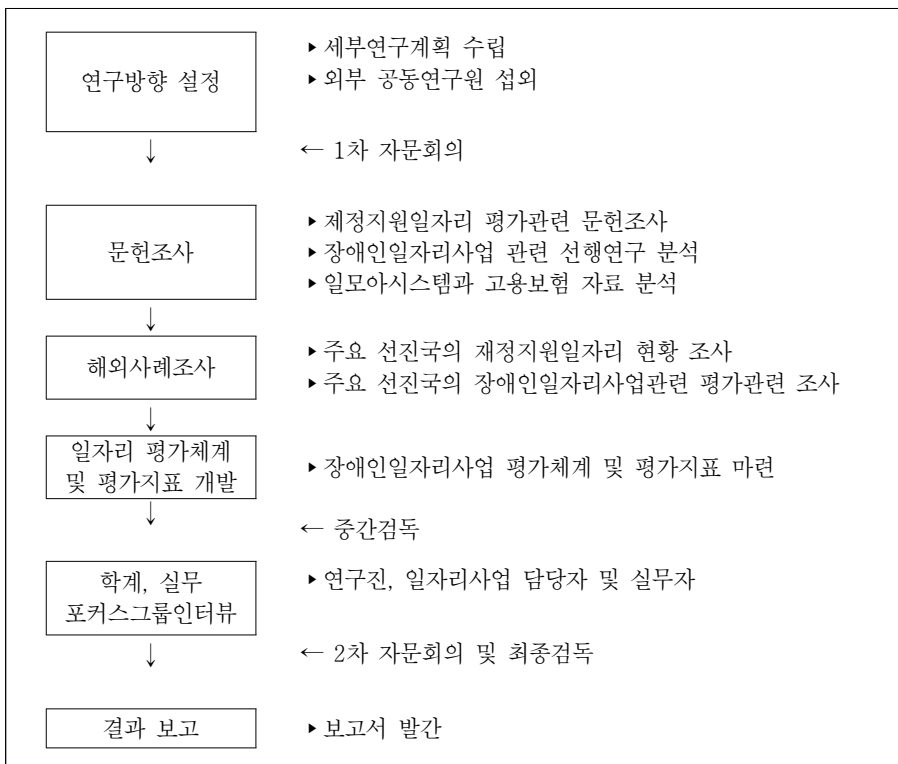 연구방향 설정
▶세부연구계획 수립
▶외부 공동연구원 섭외
↓
← 1차 자문회의
문헌조사
▶제정지원일자리 평가관련 문헌조사
▶장애인일자리사업 관련 선행연구 분석
▶일모아시스템과 고용보험 자료 분석
↓
해외사례조사
▶주요 선진국의 재정지원일자리 현황 조사
▶주요 선진국의 장애인일자리사업관련 평가관련 조사
↓
일자리 평가체계
및 평가지표 개발
▶장애인일자리사업 평가체계 및 평가지표 마련
↓
← 중간검독
학계, 실무
포커스그룹인터뷰
▶연구진, 일자리사업 담당자 및 실무자
↓
← 2차 자문회의 및 최종검독
결과 보고
▶보고서 발간